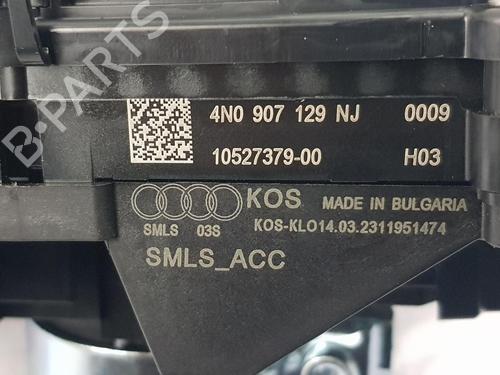 B-PARTS
4N0 907 129 NJ 0009
10527379-00 H03
KOS MADE IN BULGARIA
SMLS 03S KOS-KLO14.03.2311951474
SMLS_ACC